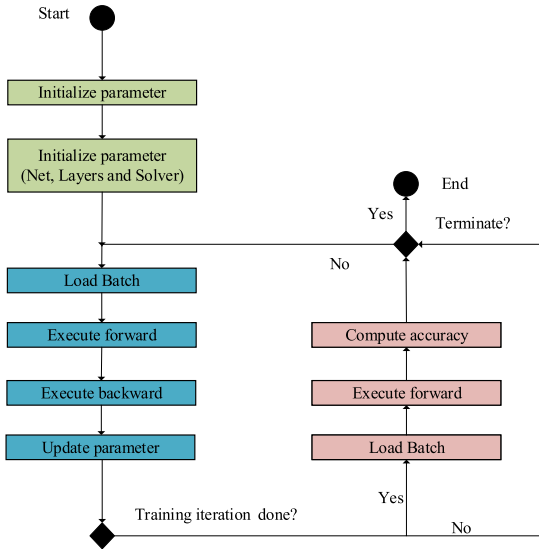 Start
Initialize parameter
Initialize parameter
(Net, Layers and Solver)
Load Batch
Execute forward
Execute backward
Update parameter
Training iteration done?
Yes
No
Load Batch
Execute forward
Compute accuracy
No
Terminate?
Yes
End